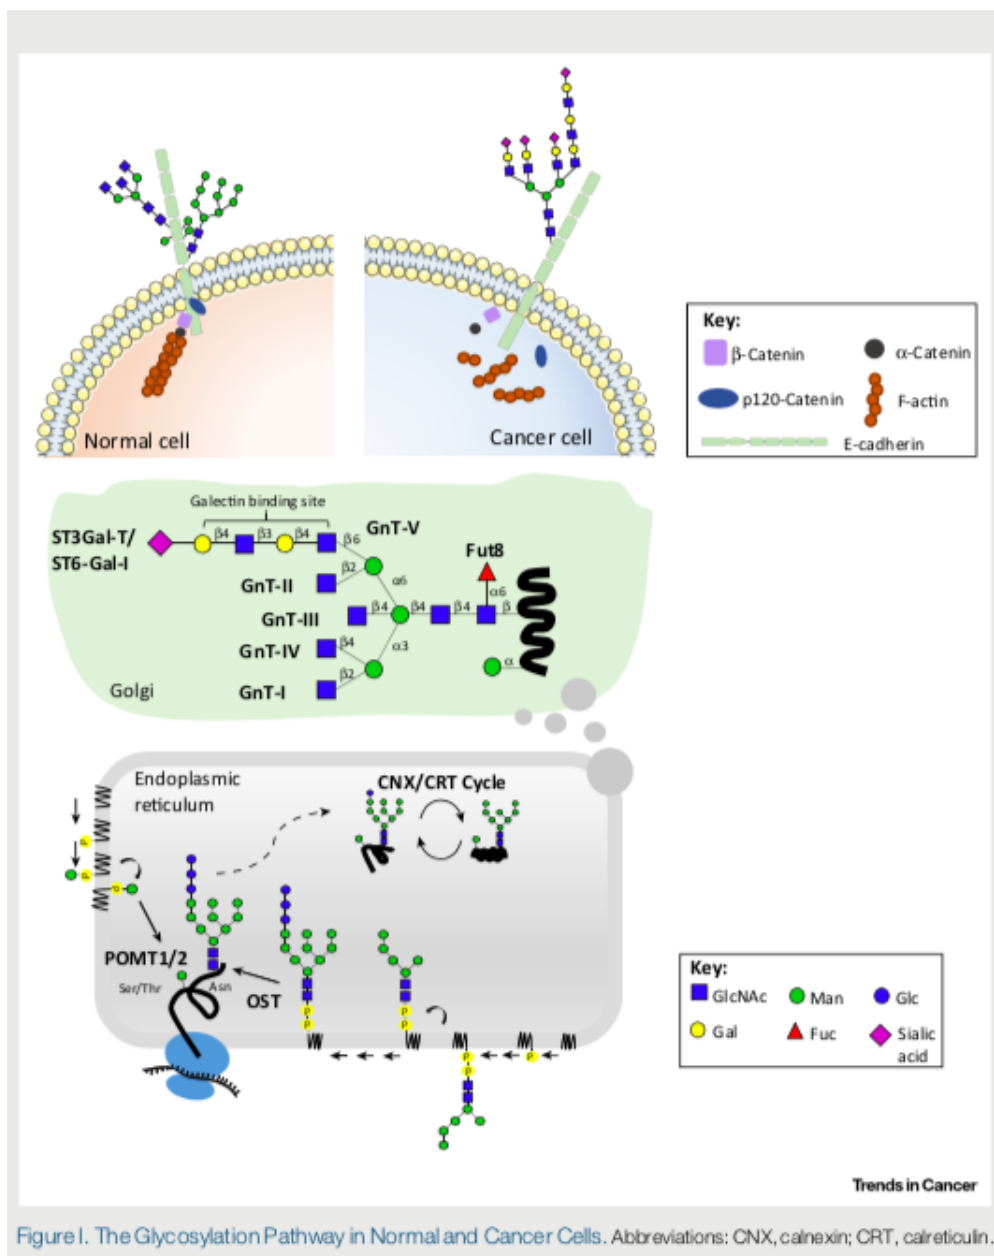 Normal cell
Cancer cell
Key:
β-Catenin
α-Catenin
p120-Catenin
F-actin
E-cadherin
Galectin binding site
ST3Gal-T/
ST6-Gal-I
β4
β3
β4
β6
GnT-V
β2
GnT-II
α6
Fut8
α6
GnT-III
β4
β4
β4
β
GnT-IV
β4
α3
α
GnT-I
β2
Golgi
Endoplasmic
reticulum
CNX/CRT Cycle
P
P
P
POMT1/2
Ser/Thr
Asn
OST
P
P
P
P
P
P
P
Key:
GlcNAc
Man
Glc
Gal
Fuc
Sialic
acid
Trends in Cancer
Figure I. The Glycosylation Pathway in Normal and Cancer Cells. Abbreviations: CNX, calnexin; CRT, calreticulin.